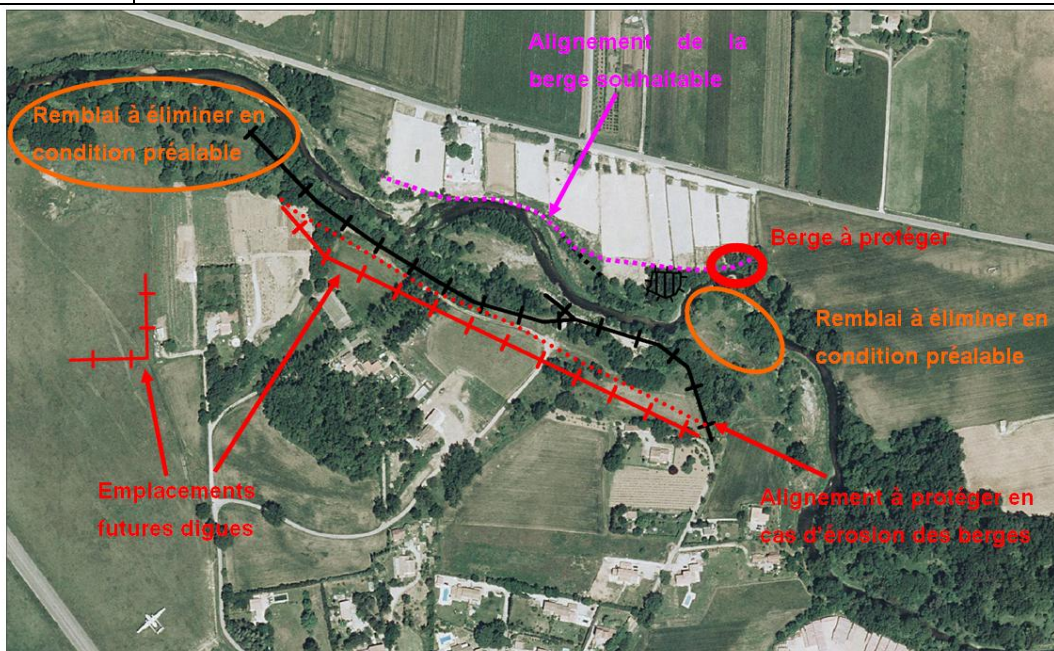 Alignement de la
berge souhaitable
Remblai à éliminer en
condition préalable
Berge à protéger
Remblai à éliminer en
condition préalable
Emplacements
futures digues
Alignement à protéger en
cas d'érosion des berges